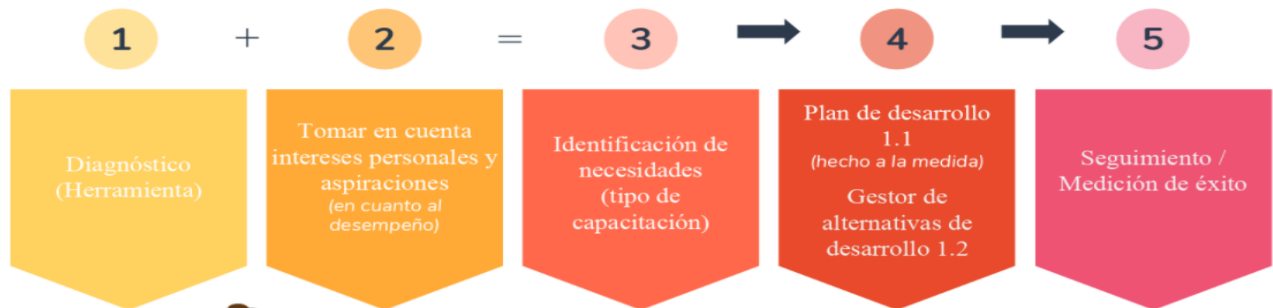 1 + 2 = 3 → 4 → 5
Diagnóstico
(Herramienta)
Tomar en cuenta
intereses personales y
aspiraciones
(en cuanto al
desempeño)
Identificación de
necesidades
(tipo de
capacitación)
Plan de desarrollo
1.1
(hecho a la medida)
Gestor de
alternativas de
desarrollo 1.2
Seguimiento /
Medición de éxito